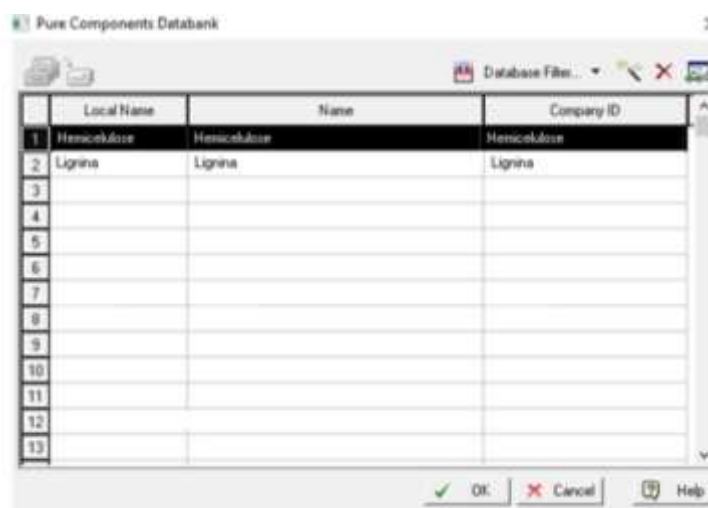 Pure Components Databank
Database Filter...
Local Name Name Company ID
1 Hemicelulose Hemicelulose Hemicelulose
2 Lignina Lignina Lignina
3
4
5
6
7
8
9
10
11
12
13
OK Cancel Help